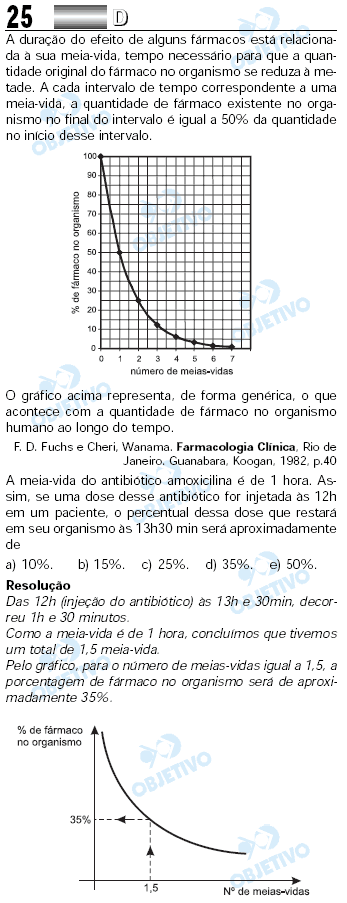 25 D
A duração do efeito de alguns fármacos está relaciona-
da à sua meia-vida, tempo necessário para que a quan-
tidade original do fármaco no organismo se reduza à me-
tade. A cada intervalo de tempo correspondente a uma
meia-vida, a quantidade de fármaco existente no orga-
nismo no final do intervalo é igual a 50% da quantidade
no início desse intervalo.
100
90
80
70
60
50
40
30
20
10
0
% de fármaco no organismo
0 1 2 3 4 5 6 7
número de meias-vidas
O gráfico acima representa, de forma genérica, o que
acontece com a quantidade de fármaco no organismo
humano ao longo do tempo.
F. D. Fuchs e Cheri, Wanama. Farmacologia Clínica, Rio de
Janeiro, Guanabara, Koogan, 1982, p.40
A meia-vida do antibiótico amoxicilina é de 1 hora. As-
sim, se uma dose desse antibiótico for injetada às 12h
em um paciente, o percentual dessa dose que restará
em seu organismo às 13h30 min será aproximadamente
de
a) 10%. b) 15%. c) 25%. d) 35%. e) 50%.
Resolução
Das 12h (injeção do antibiótico) às 13h e 30min, decor-
reu 1h e 30 minutos.
Como a meia-vida é de 1 hora, concluímos que tivemos
um total de 1,5 meia-vida.
Pelo gráfico, para o número de meias-vidas igual a 1,5, a
porcentagem de fármaco no organismo será de aproxi-
madamente 35%.
% de fármaco
no organismo
35%
1,5
Nº de meias-vidas
OBJETIVO
OBJETIVO
OBJETIVO
OBJETIVO
OBJETIVO
OBJETIVO
OBJETIVO
OBJETIVO
OBJETIVO